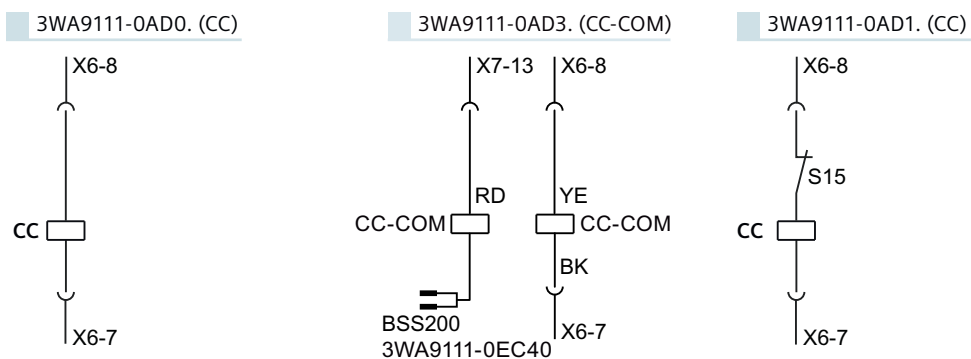 3WA9111-0AD0. (CC)
X6-8
CC
X6-7
3WA9111-0AD3. (CC-COM)
X7-13 X6-8
RD YE
CC-COM CC-COM
BK
BSS200
3WA9111-0EC40
X6-7
3WA9111-0AD1. (CC)
X6-8
S15
CC
X6-7